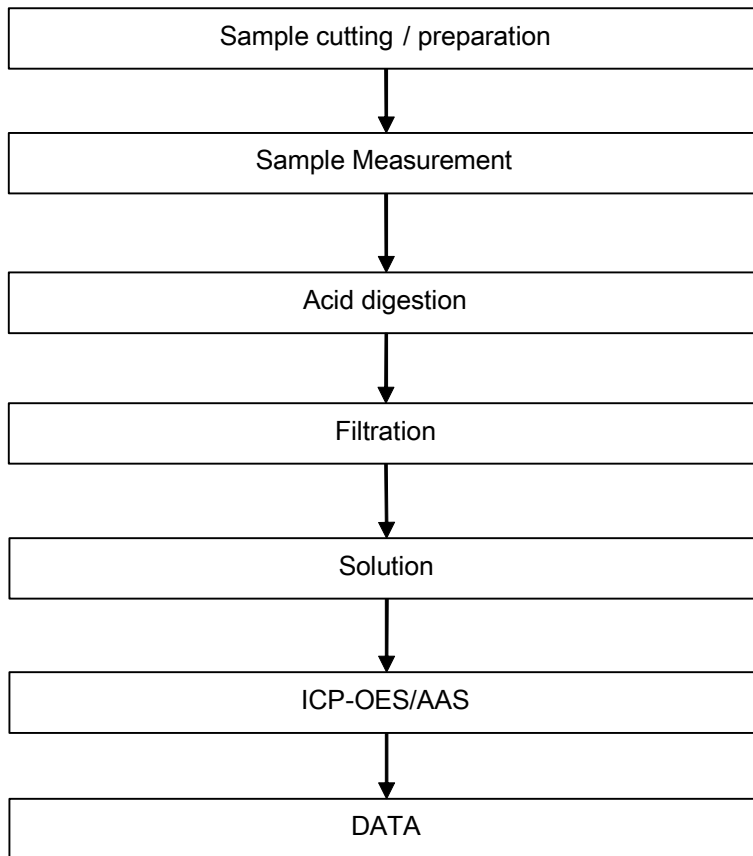 Sample cutting / preparation
Sample Measurement
Acid digestion
Filtration
Solution
ICP-OES/AAS
DATA